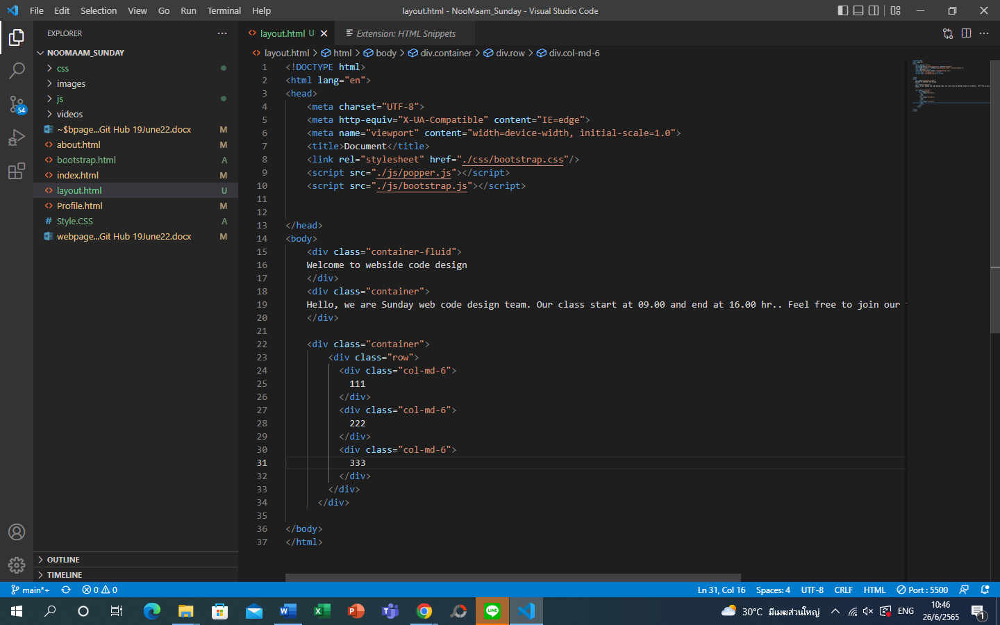 File Edit Selection View Go Run Terminal Help
layout.html - NooMaam_Sunday - Visual Studio Code
EXPLORER
NOOMAAM_SUNDAY
css
images
js
videos
~$bpage...Git Hub 19June22.docx M
about.html M
bootstrap.html A
index.html M
layout.html U
Profile.html M
Style.CSS A
webpage...Git Hub 19June22.docx M
OUTLINE
TIMELINE
54
layout.html U
Extension: HTML Snippets
layout.html > html > body > div.container > div.row > div.col-md-6
1 <!DOCTYPE html>
2 <html lang="en">
3 <head>
4 <meta charset="UTF-8">
5 <meta http-equiv="X-UA-Compatible" content="IE=edge">
6 <meta name="viewport" content="width=device-width, initial-scale=1.0">
7 <title>Document</title>
8 <link rel="stylesheet" href="./css/bootstrap.css"/>
9 <script src="./js/popper.js"></script>
10 <script src="./js/bootstrap.js"></script>
11
12
13 </head>
14 <body>
15 <div class="container-fluid">
16 Welcome to webside code design
17 </div>
18 <div class="container">
19 Hello, we are Sunday web code design team. Our class start at 09.00 and end at 16.00 hr.. Feel free to join our
20 </div>
21
22 <div class="container">
23 <div class="row">
24 <div class="col-md-6">
25 111
26 </div>
27 <div class="col-md-6">
28 222
29 </div>
30 <div class="col-md-6">
31 333
32 </div>
33 </div>
34 </div>
35
36 </body>
37 </html>
main*+ 0 0 Ln 31, Col 16 Spaces: 4 UTF-8 CRLF HTML Port : 5500
30°C มีเมฆส่วนใหญ่ ENG
10:46
26/6/2565
1